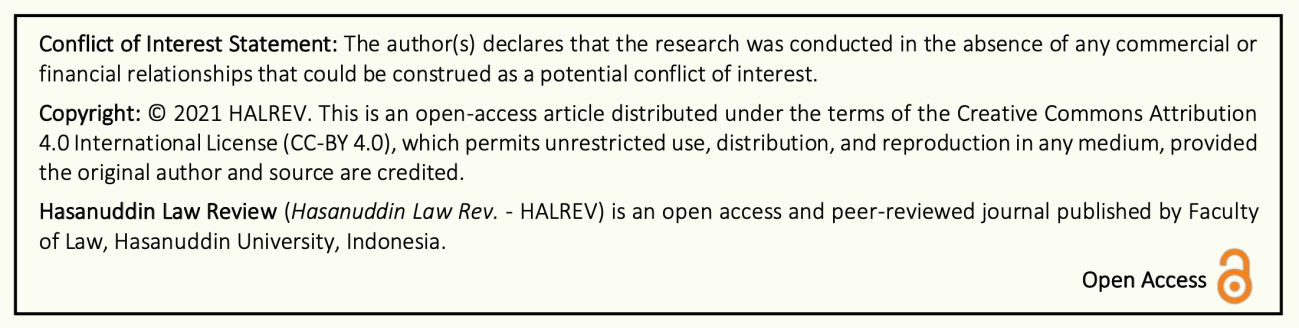 Conflict of Interest Statement: The author(s) declares that the research was conducted in the absence of any commercial or
financial relationships that could be construed as a potential conflict of interest.
Copyright: © 2021 HALREV. This is an open-access article distributed under the terms of the Creative Commons Attribution
4.0 International License (CC-BY 4.0), which permits unrestricted use, distribution, and reproduction in any medium, provided
the original author and source are credited.
Hasanuddin Law Review (Hasanuddin Law Rev. - HALREV) is an open access and peer-reviewed journal published by Faculty
of Law, Hasanuddin University, Indonesia.
Open Access